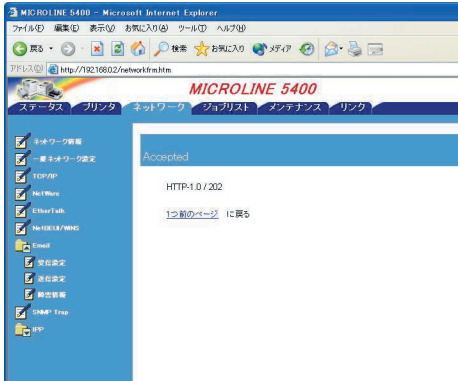 MICROLINE 5400 - Microsoft Internet Explorer
ファイル(F) 編集(E) 表示(V) お気に入り(A) ツール(T) ヘルプ(H)
戻る 検索 お気に入り メディア
アドレス(D) http://192.168.0.2/networkfrm.htm
MICROLINE 5400
ステータス プリンタ ネットワーク ジョブリスト メンテナンス リンク
ネットワーク情報
一般ネットワーク設定
TCP/IP
NetWare
EtherTalk
NetBEUI/WINS
Email
受信設定
送信設定
障害情報
SNMP Trap
IPP
Accepted
HTTP-1.0 / 202
1つ前のページ に戻る